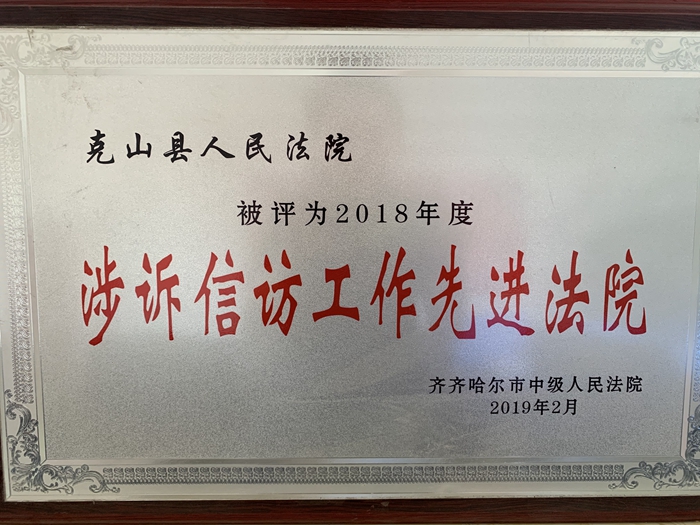 克山县人民法院
被评为2018年度
涉诉信访工作先进法院
齐齐哈尔市中级人民法院
2019年2月